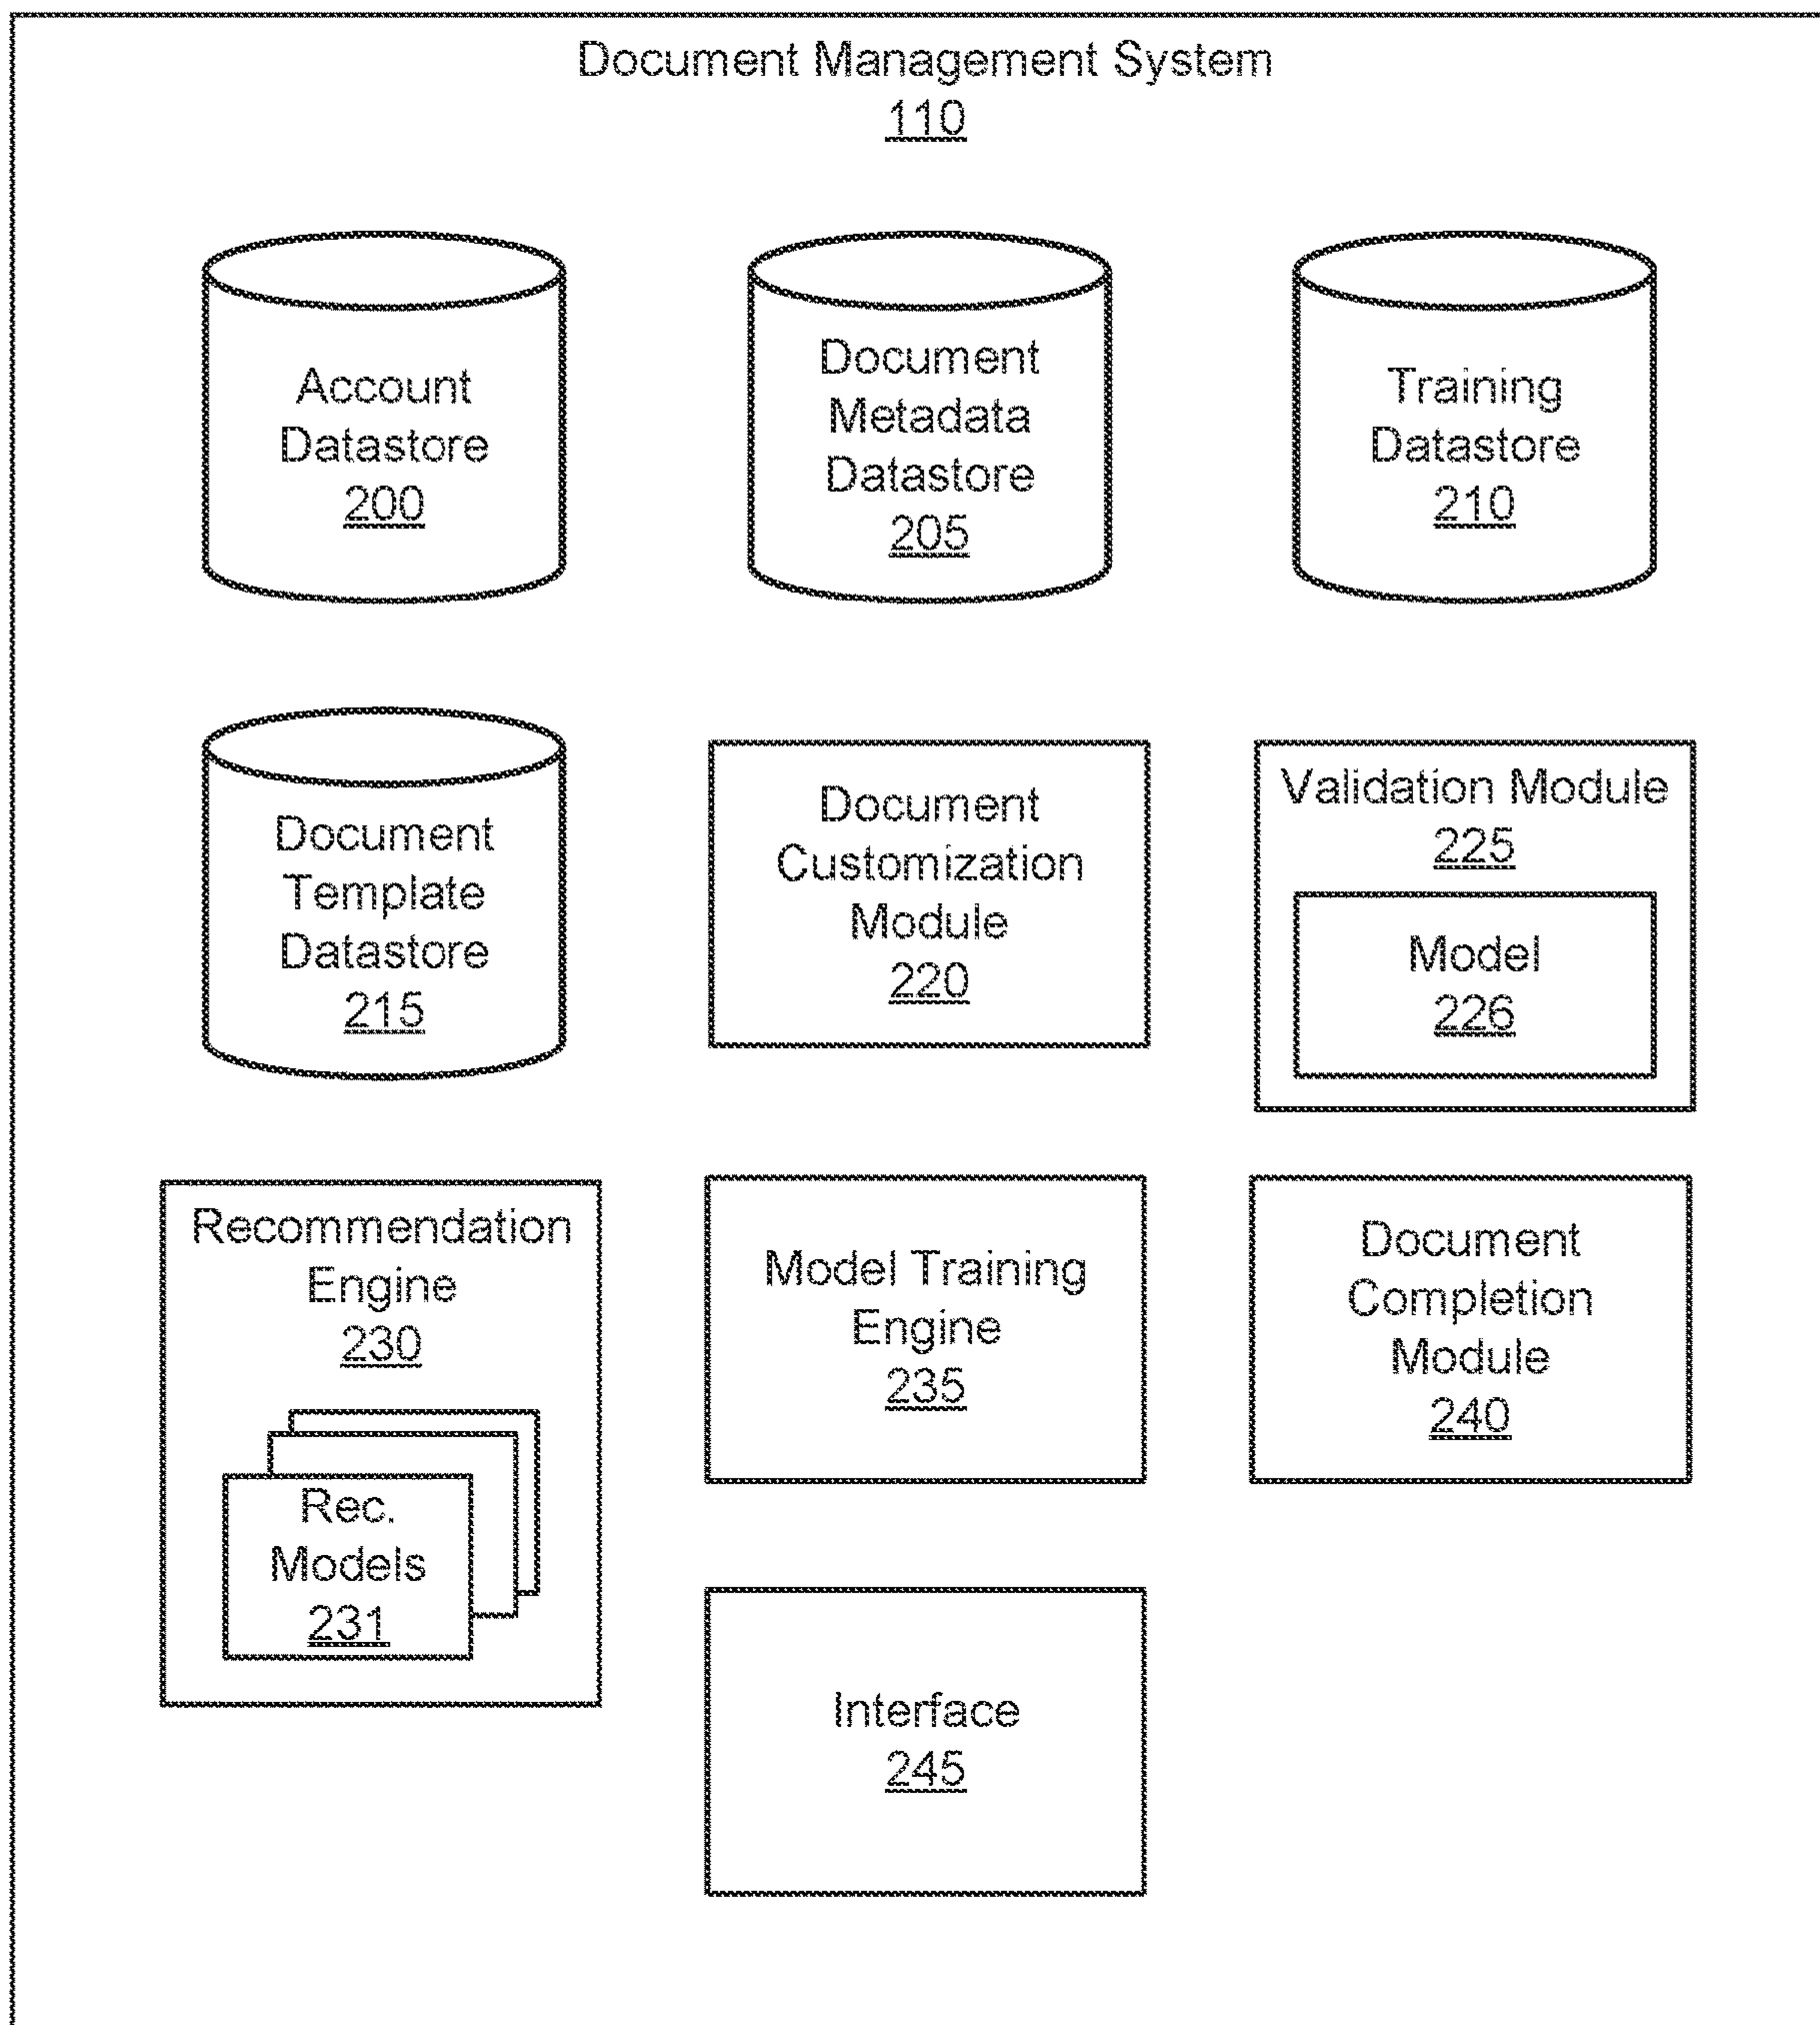 Document Management System
110
Account
Datastore
200
Document
Metadata
Datastore
205
Training
Datastore
210
Document
Template
Datastore
215
Document
Customization
Module
220
Validation Module
225
Model
226
Recommendation
Engine
230
Rec.
Models
231
Model Training
Engine
235
Document
Completion
Module
240
Interface
245